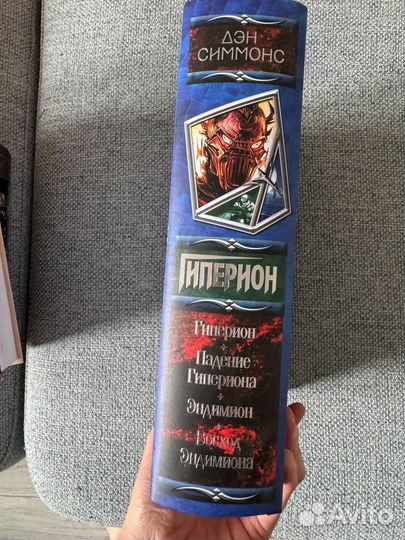 ДЭН
СИММОНС
ГИПЕРИОН
Гиперион
Падение
Гипериона
Эндимион
Восход
Эндимиона
Avito